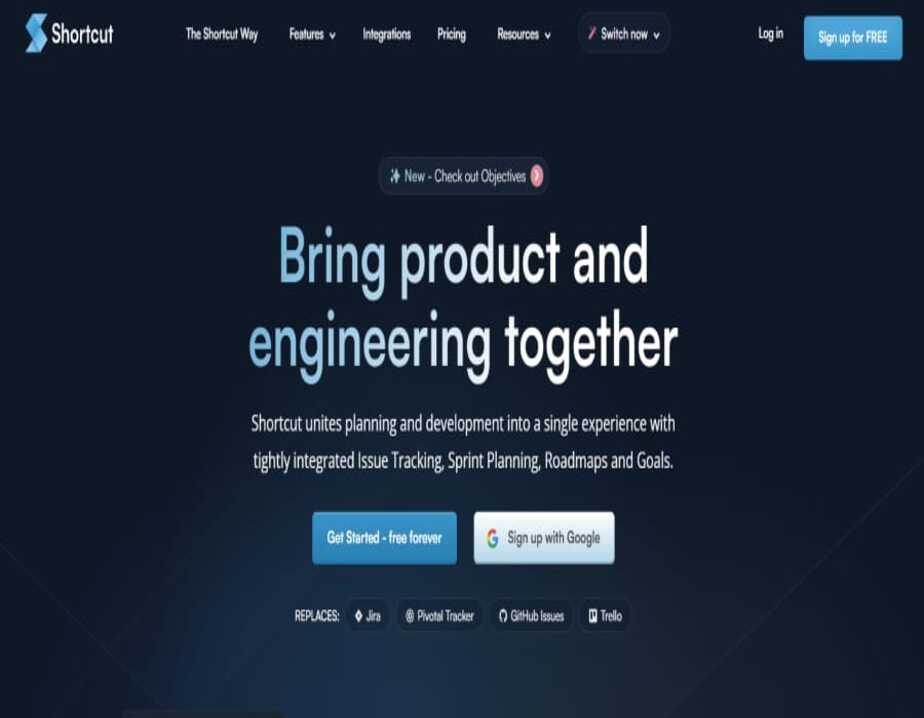 Shortcut
The Shortcut Way
Features
Integrations
Pricing
Resources
Switch now
Log in
Sign up for FREE
New - Check out Objectives
Bring product and
engineering together
Shortcut unites planning and development into a single experience with
tightly integrated Issue Tracking, Sprint Planning, Roadmaps and Goals.
Get Started - free forever
Sign up with Google
REPLACES:
Jira
Pivotal Tracker
GitHub Issues
Trello